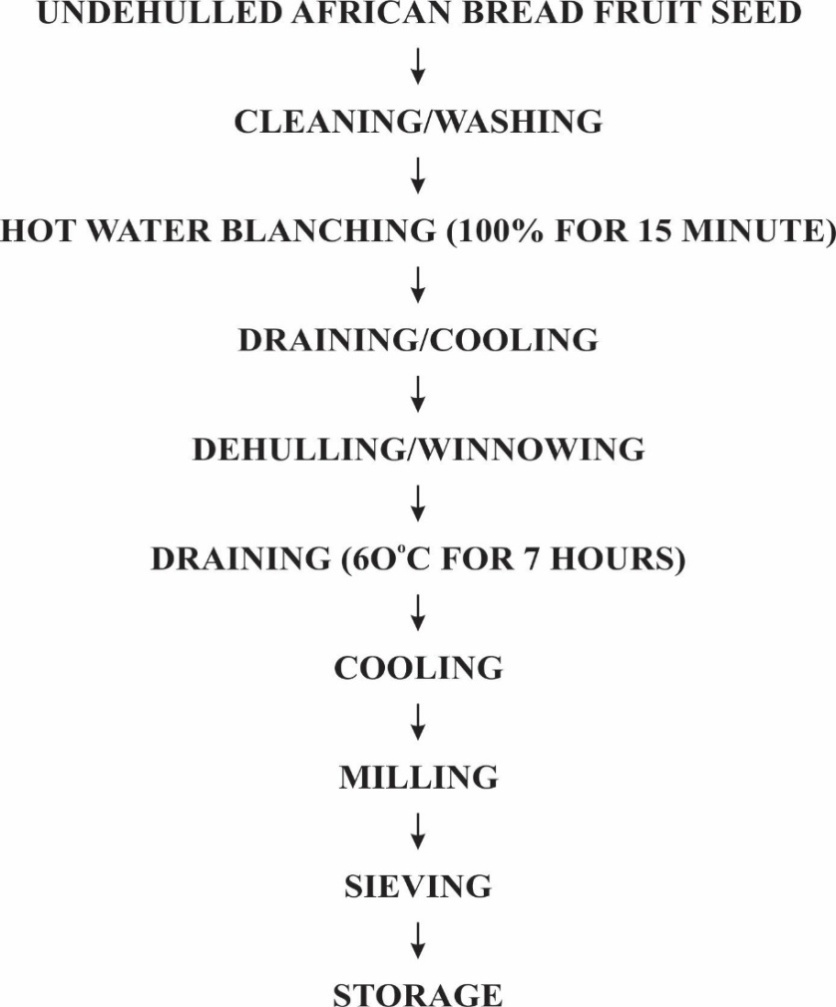 UNDEHULLED AFRICAN BREAD FRUIT SEED
CLEANING/WASHING
HOT WATER BLANCHING (100% FOR 15 MINUTE)
DRAINING/COOLING
DEHULLING/WINNOWING
DRAINING (6O°C FOR 7 HOURS)
COOLING
MILLING
SIEVING
STORAGE